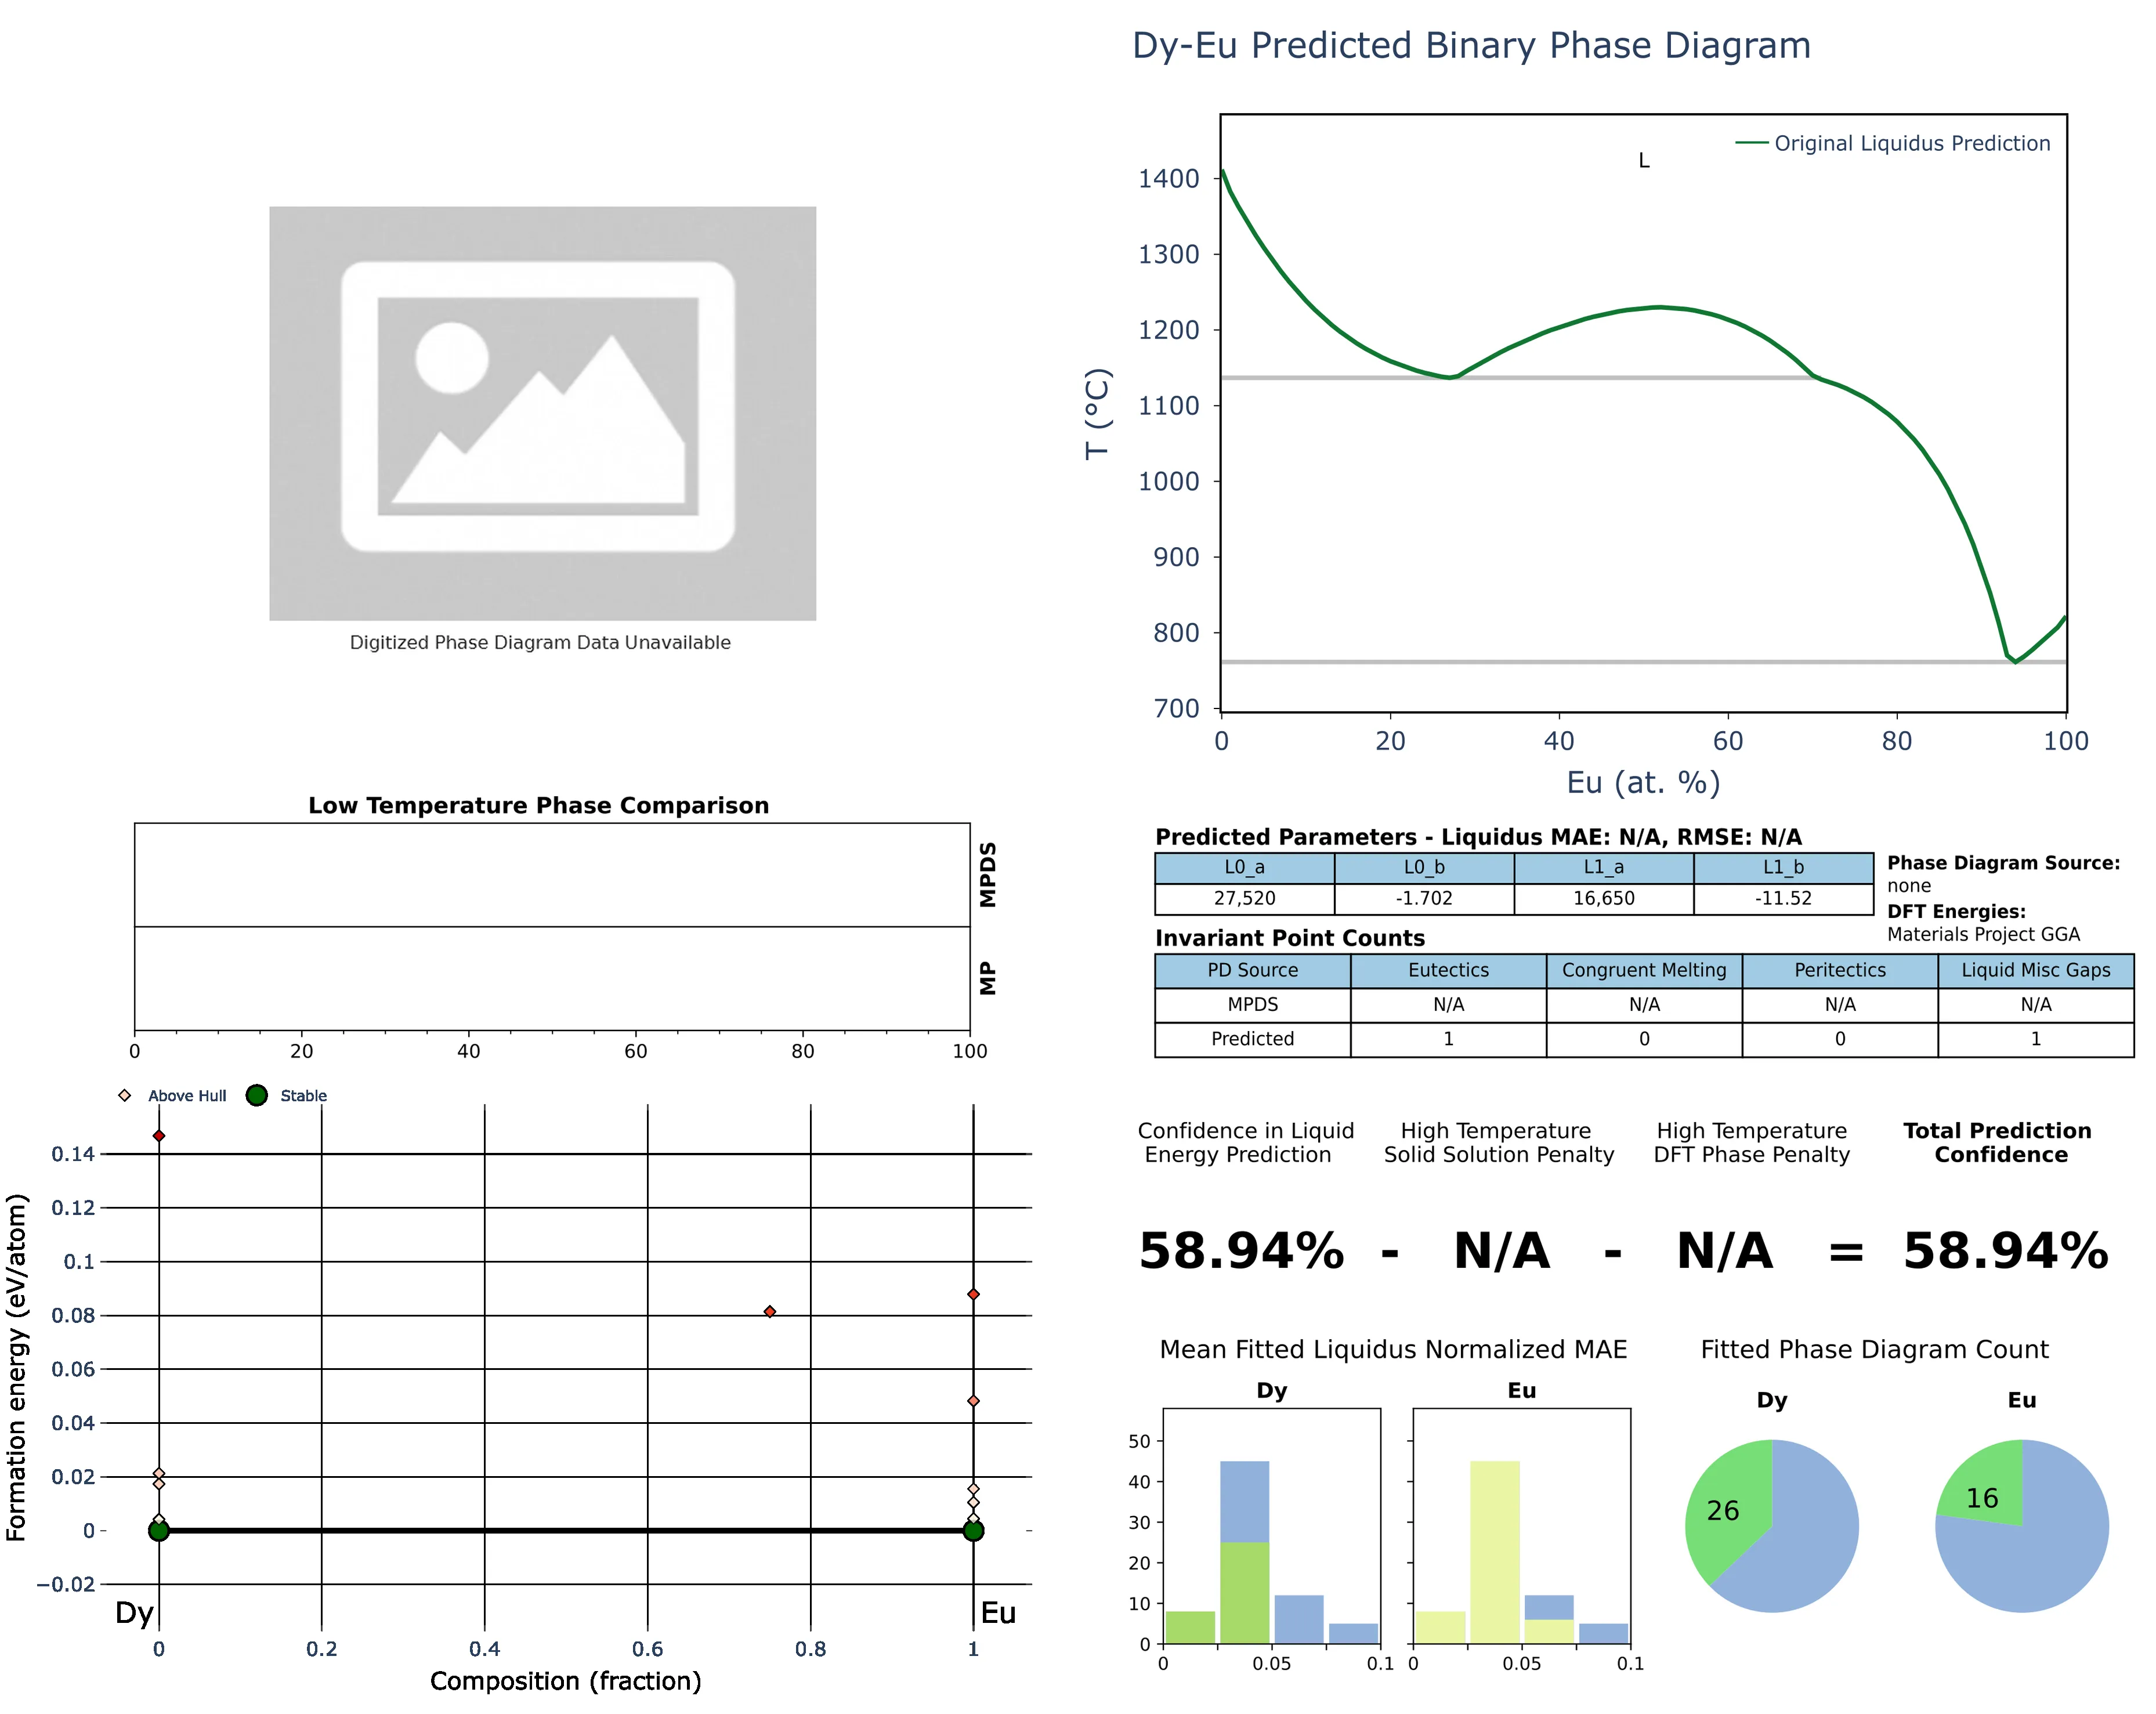 Dy-Eu Predicted Binary Phase Diagram
Original Liquidus Prediction
L
1400
1300
1200
1100
1000
900
800
700
T (°C)
0 20 40 60 80 100
Eu (at. %)
Digitized Phase Diagram Data Unavailable
Low Temperature Phase Comparison
MPDS
MP
0 20 40 60 80 100
Predicted Parameters - Liquidus MAE: N/A, RMSE: N/A
L0_a L0_b L1_a L1_b
27,520 -1.702 16,650 -11.52
Phase Diagram Source:
none
DFT Energies:
Materials Project GGA
Invariant Point Counts
PD Source Eutectics Congruent Melting Peritectics Liquid Misc Gaps
MPDS N/A N/A N/A N/A
Predicted 1 0 0 1
Above Hull Stable
0.14
0.12
0.1
0.08
0.06
0.04
0.02
0
−0.02
Formation energy (eV/atom)
Dy Eu
0 0.2 0.4 0.6 0.8 1
Composition (fraction)
Confidence in Liquid
Energy Prediction
High Temperature
Solid Solution Penalty
High Temperature
DFT Phase Penalty
Total Prediction
Confidence
58.94% - N/A - N/A = 58.94%
Mean Fitted Liquidus Normalized MAE
Dy Eu
50
40
30
20
10
0
0 0.05 0.1 0 0.05 0.1
Fitted Phase Diagram Count
Dy Eu
26 16